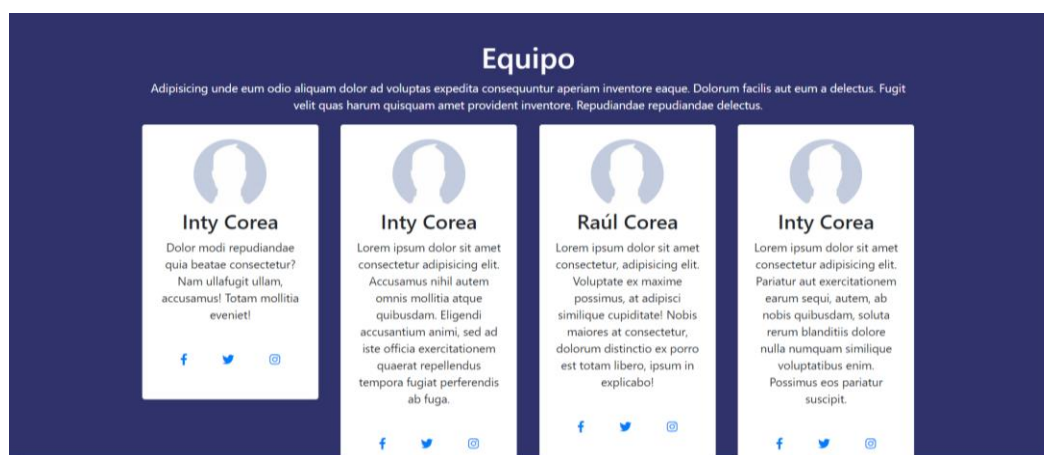 Equipo
Adipisicing unde eum odio aliquam dolor ad voluptas expedita consequuntur aperiam inventore eaque. Dolorum facilis aut eum a delectus. Fugit
velit quas harum quisquam amet provident inventore. Repudiandae repudiandae delectus.
Inty Corea
Dolor modi repudiandae
quia beatae consectetur?
Nam ullafugit ullam,
accusamus! Totam mollitia
eveniet!
Inty Corea
Lorem ipsum dolor sit amet
consectetur adipisicing elit.
Accusamus nihil autem
omnis mollitia atque
quibusdam. Eligendi
accusantium animi, sed ad
iste officia exercitationem
quaerat repellendus
tempora fugiat perferendis
ab fuga.
Raúl Corea
Lorem ipsum dolor sit amet
consectetur, adipisicing elit.
Voluptate ex maxime
possimus, at adipisci
similique cupiditate! Nobis
maiores at consectetur,
dolorum distinctio ex porro
est totam libero, ipsum in
explicabo!
Inty Corea
Lorem ipsum dolor sit amet
consectetur adipisicing elit.
Pariatur aut exercitationem
earum sequi, autem, ab
nobis quibusdam, soluta
rerum blanditiis dolore
nulla numquam similique
voluptatibus enim.
Possimus eos pariatur
suscipit.